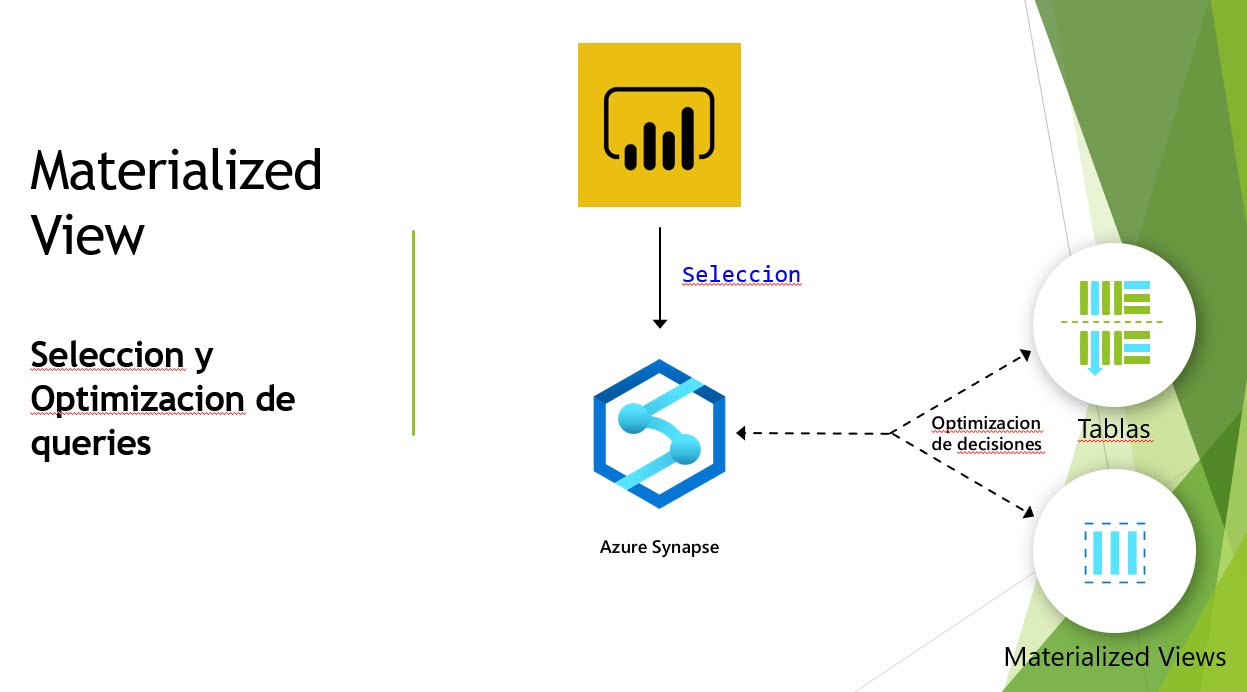 Materialized
View
Seleccion y
Optimizacion de
queries
Seleccion
Optimizacion
de decisiones
Tablas
Azure Synapse
Materialized Views